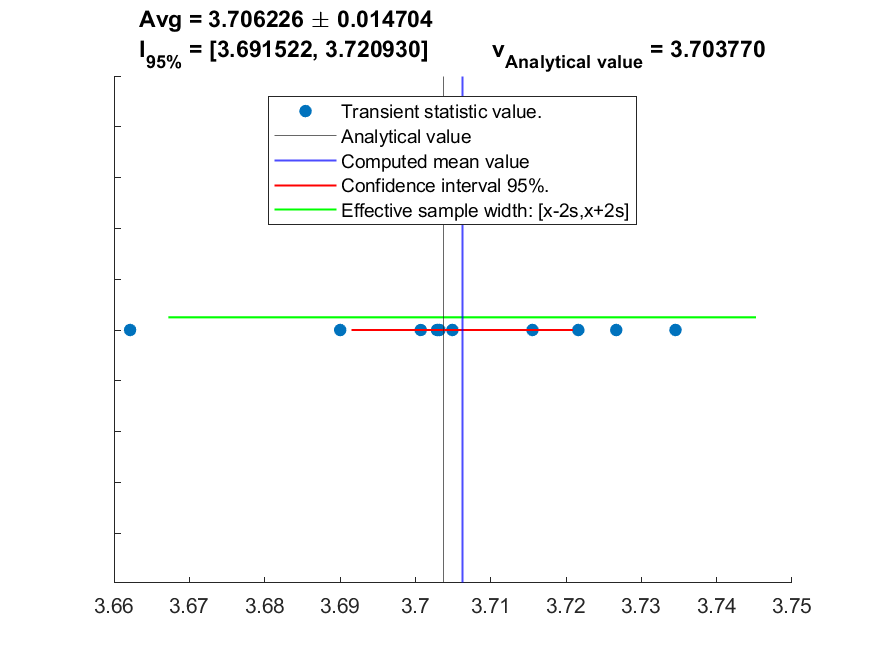 Avg = 3.706226 ± 0.014704
I95% = [3.691522, 3.720930] vAnalytical value = 3.703770
Transient statistic value.
Analytical value
Computed mean value
Confidence interval 95%.
Effective sample width: [x-2s,x+2s]
3.66 3.67 3.68 3.69 3.7 3.71 3.72 3.73 3.74 3.75